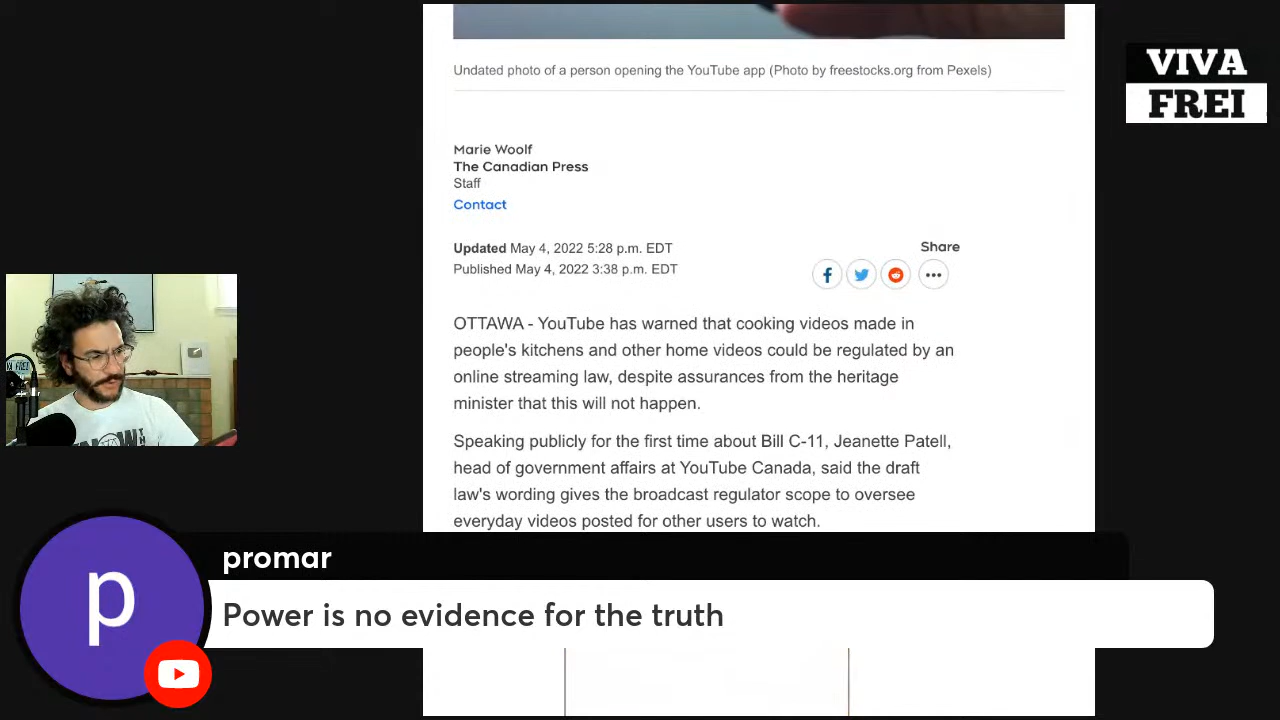 VIVA
FREI
Undated photo of a person opening the YouTube app (Photo by freestocks.org from Pexels)
Marie Woolf
The Canadian Press
Staff
Contact
Updated May 4, 2022 5:28 p.m. EDT
Published May 4, 2022 3:38 p.m. EDT
Share
OTTAWA - YouTube has warned that cooking videos made in
people's kitchens and other home videos could be regulated by an
online streaming law, despite assurances from the heritage
minister that this will not happen.
Speaking publicly for the first time about Bill C-11, Jeanette Patell,
head of government affairs at YouTube Canada, said the draft
law's wording gives the broadcast regulator scope to oversee
everyday videos posted for other users to watch.
p
promar
Power is no evidence for the truth